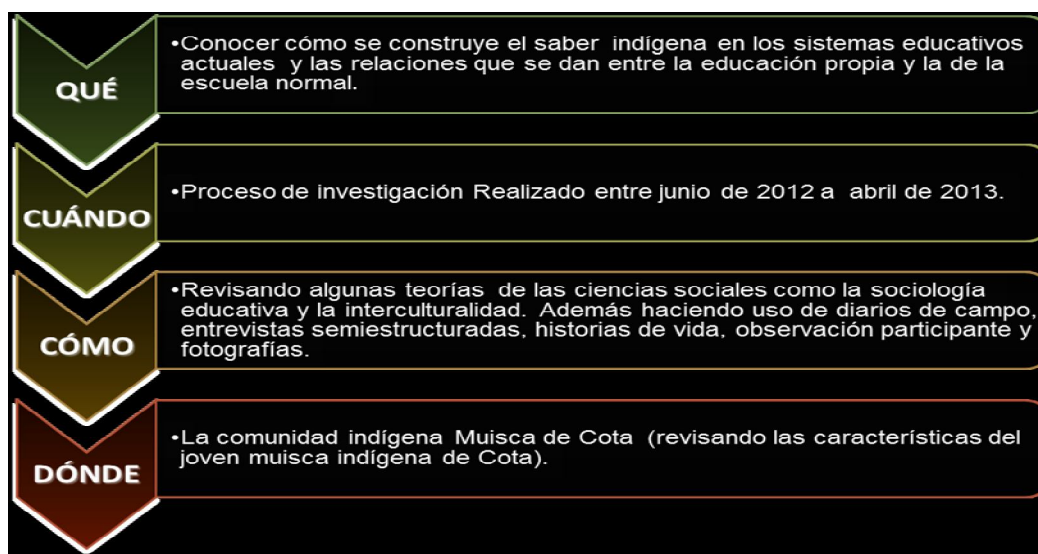 QUÉ
•Conocer cómo se construye el saber indígena en los sistemas educativos
actuales y las relaciones que se dan entre la educación propia y la de la
escuela normal.
CUÁNDO
•Proceso de investigación Realizado entre junio de 2012 a abril de 2013.
CÓMO
•Revisando algunas teorías de las ciencias sociales como la sociología
educativa y la interculturalidad. Además haciendo uso de diarios de campo,
entrevistas semiestructuradas, historias de vida, observación participante y
fotografías.
DÓNDE
•La comunidad indígena Muisca de Cota (revisando las características del
joven muisca indígena de Cota).